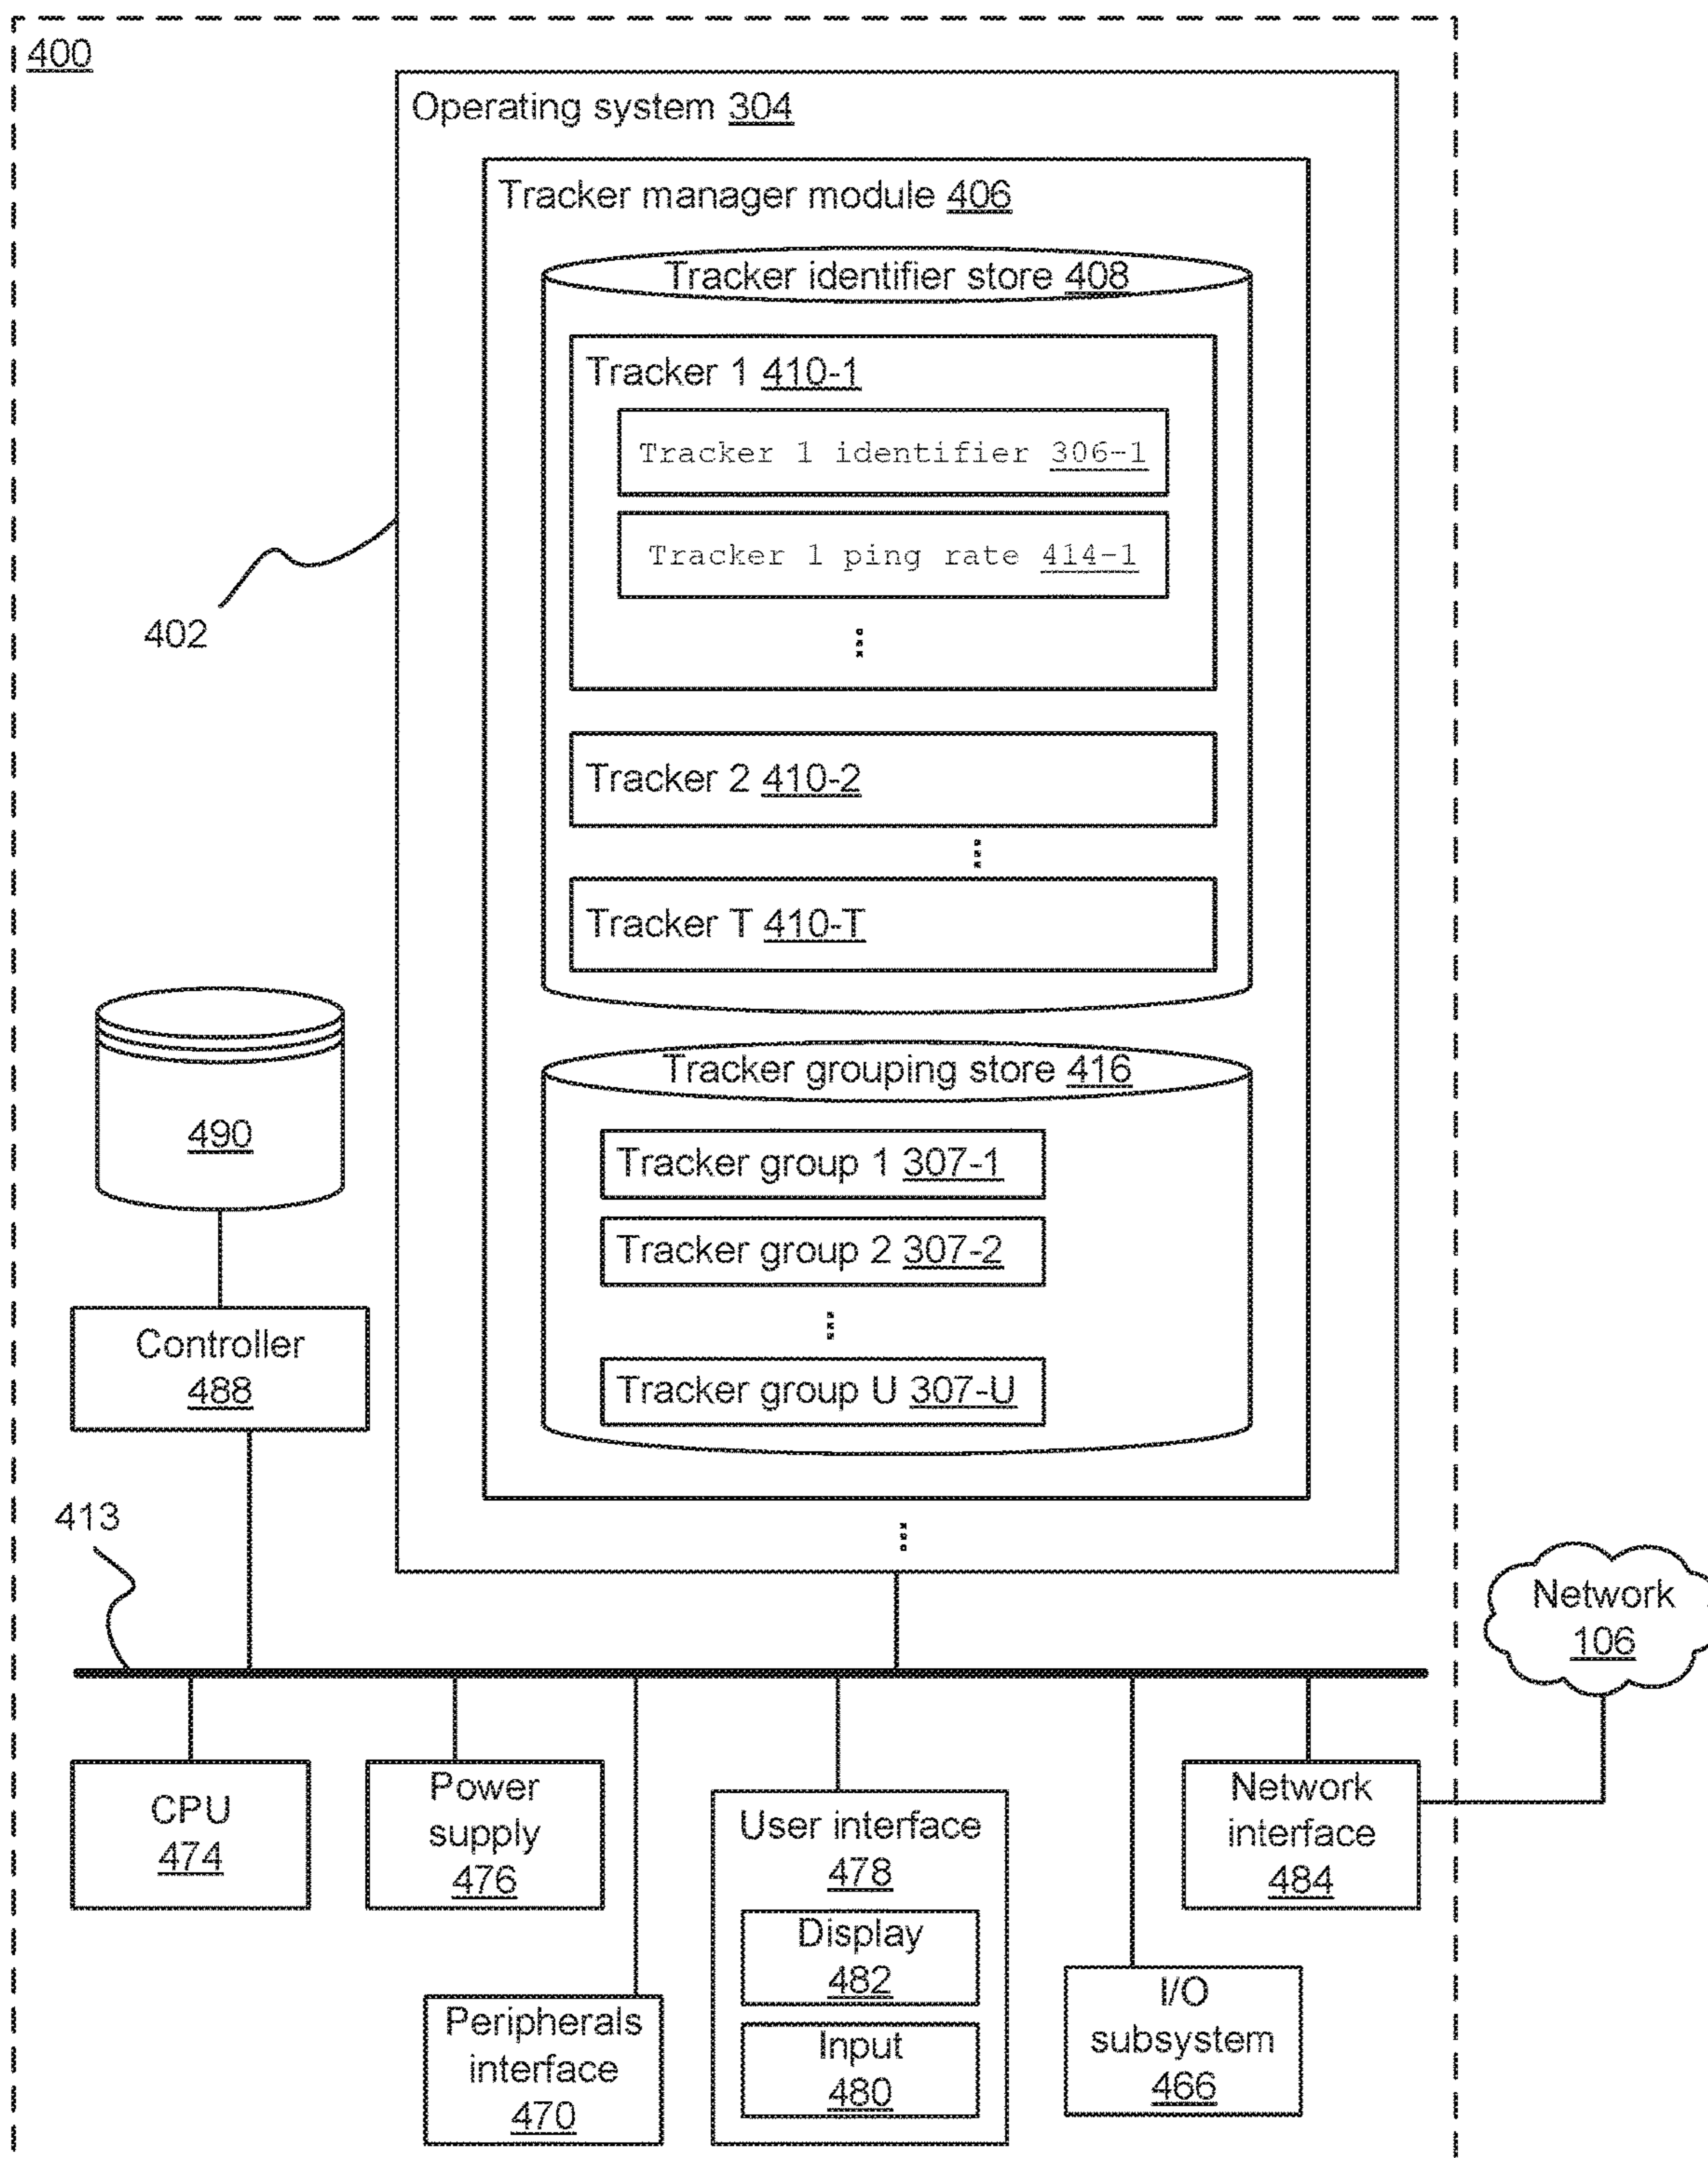 400
Operating system 304
Tracker manager module 406
Tracker identifier store 408
Tracker 1 410-1
Tracker 1 identifier 306-1
Tracker 1 ping rate 414-1
402
Tracker 2 410-2
Tracker T 410-T
Tracker grouping store 416
490
Tracker group 1 307-1
Tracker group 2 307-2
Tracker group U 307-U
Controller
488
413
Network
106
CPU
474
Power
supply
476
User interface
478
Display
482
Input
480
Network
interface
484
Peripherals
interface
470
I/O
subsystem
466